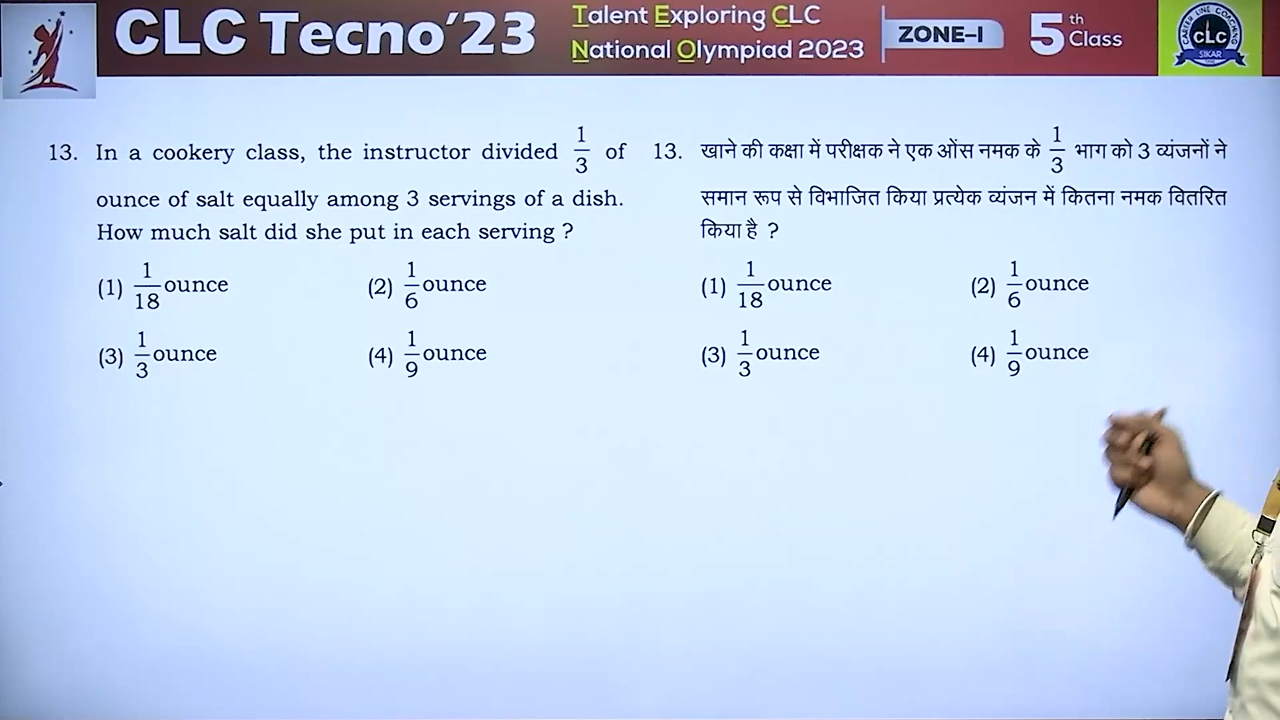 CLC Tecno'23
Talent Exploring CLC
National Olympiad 2023
ZONE–I
5th Class
CAREER LINE COACHING
CLC
SIKAR
13. In a cookery class, the instructor divided 1/3 of
ounce of salt equally among 3 servings of a dish.
How much salt did she put in each serving ?
(1) 1/18 ounce (2) 1/6 ounce
(3) 1/3 ounce (4) 1/9 ounce
13. खाने की कक्षा में परीक्षक ने एक ओंस नमक के 1/3 भाग को 3 व्यंजनों ने
समान रूप से विभाजित किया प्रत्येक व्यंजन में कितना नमक वितरित
किया है ?
(1) 1/18 ounce (2) 1/6 ounce
(3) 1/3 ounce (4) 1/9 ounce